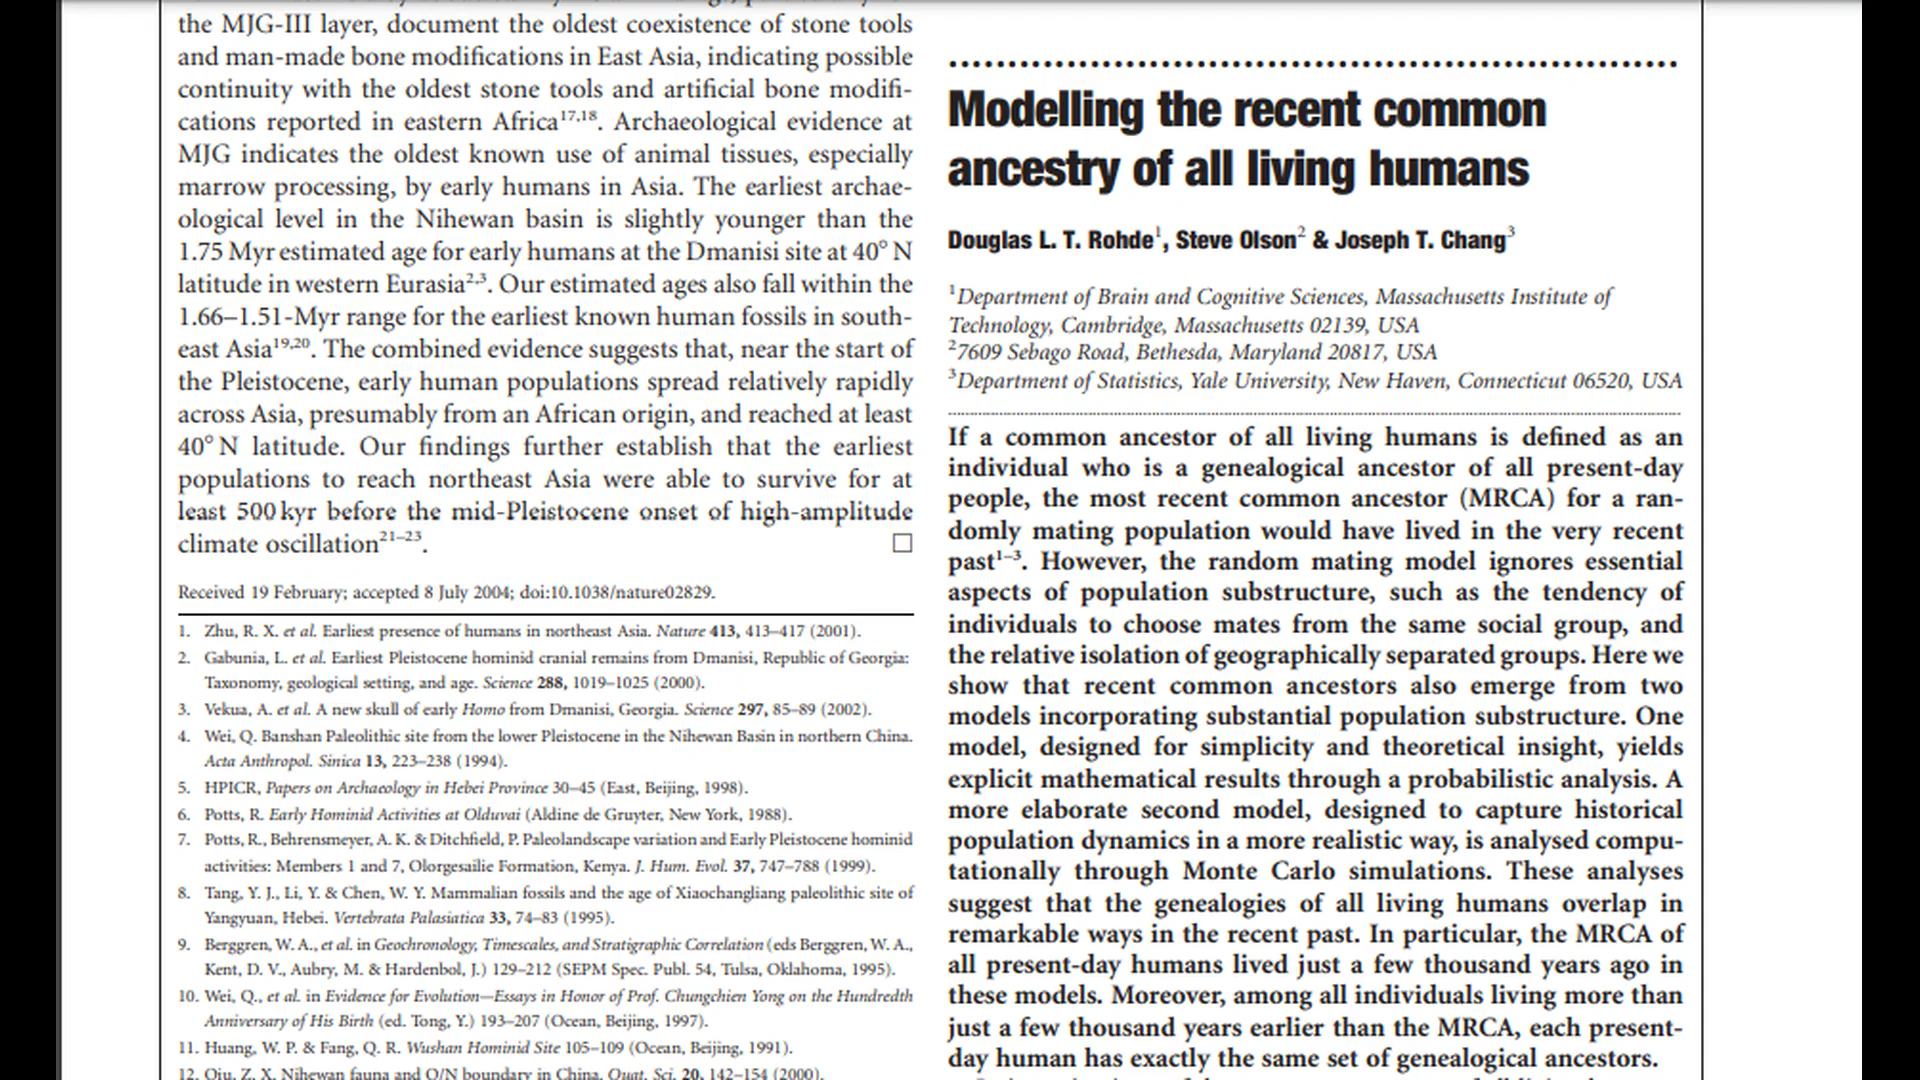 the MJG-III layer, document the oldest coexistence of stone tools
and man-made bone modifications in East Asia, indicating possible
continuity with the oldest stone tools and artificial bone modifi-
cations reported in eastern Africa17,18. Archaeological evidence at
MJG indicates the oldest known use of animal tissues, especially
marrow processing, by early humans in Asia. The earliest archae-
ological level in the Nihewan basin is slightly younger than the
1.75 Myr estimated age for early humans at the Dmanisi site at 40° N
latitude in western Eurasia2,3. Our estimated ages also fall within the
1.66–1.51-Myr range for the earliest known human fossils in south-
east Asia19,20. The combined evidence suggests that, near the start of
the Pleistocene, early human populations spread relatively rapidly
across Asia, presumably from an African origin, and reached at least
40° N latitude. Our findings further establish that the earliest
populations to reach northeast Asia were able to survive for at
least 500 kyr before the mid-Pleistocene onset of high-amplitude
climate oscillation21–23. □
Received 19 February; accepted 8 July 2004; doi:10.1038/nature02829.
1. Zhu, R. X. et al. Earliest presence of humans in northeast Asia. Nature 413, 413–417 (2001).
2. Gabunia, L. et al. Earliest Pleistocene hominid cranial remains from Dmanisi, Republic of Georgia:
Taxonomy, geological setting, and age. Science 288, 1019–1025 (2000).
3. Vekua, A. et al. A new skull of early Homo from Dmanisi, Georgia. Science 297, 85–89 (2002).
4. Wei, Q. Banshan Paleolithic site from the lower Pleistocene in the Nihewan Basin in northern China.
Acta Anthropol. Sinica 13, 223–238 (1994).
5. HPICR, Papers on Archaeology in Hebei Province 30–45 (East, Beijing, 1998).
6. Potts, R. Early Hominid Activities at Olduvai (Aldine de Gruyter, New York, 1988).
7. Potts, R., Behrensmeyer, A. K. & Ditchfield, P. Paleolandscape variation and Early Pleistocene hominid
activities: Members 1 and 7, Olorgesailie Formation, Kenya. J. Hum. Evol. 37, 747–788 (1999).
8. Tang, Y. J., Li, Y. & Chen, W. Y. Mammalian fossils and the age of Xiaochangliang paleolithic site of
Yangyuan, Hebei. Vertebrata Palasiatica 33, 74–83 (1995).
9. Berggren, W. A., et al. in Geochronology, Timescales, and Stratigraphic Correlation (eds Berggren, W. A.,
Kent, D. V., Aubry, M. & Hardenbol, J.) 129–212 (SEPM Spec. Publ. 54, Tulsa, Oklahoma, 1995).
10. Wei, Q., et al. in Evidence for Evolution—Essays in Honor of Prof. Chungchien Yong on the Hundredth
Anniversary of His Birth (ed. Tong, Y.) 193–207 (Ocean, Beijing, 1997).
11. Huang, W. P. & Fang, Q. R. Wushan Hominid Site 105–109 (Ocean, Beijing, 1991).
12. Qiu, Z. X. Nihewan fauna and Q/N boundary in China. Quat. Sci. 20, 142–154 (2000).
Modelling the recent common
ancestry of all living humans
Douglas L. T. Rohde1, Steve Olson2 & Joseph T. Chang3
1Department of Brain and Cognitive Sciences, Massachusetts Institute of
Technology, Cambridge, Massachusetts 02139, USA
27609 Sebago Road, Bethesda, Maryland 20817, USA
3Department of Statistics, Yale University, New Haven, Connecticut 06520, USA
If a common ancestor of all living humans is defined as an
individual who is a genealogical ancestor of all present-day
people, the most recent common ancestor (MRCA) for a ran-
domly mating population would have lived in the very recent
past1–3. However, the random mating model ignores essential
aspects of population substructure, such as the tendency of
individuals to choose mates from the same social group, and
the relative isolation of geographically separated groups. Here we
show that recent common ancestors also emerge from two
models incorporating substantial population substructure. One
model, designed for simplicity and theoretical insight, yields
explicit mathematical results through a probabilistic analysis. A
more elaborate second model, designed to capture historical
population dynamics in a more realistic way, is analysed compu-
tationally through Monte Carlo simulations. These analyses
suggest that the genealogies of all living humans overlap in
remarkable ways in the recent past. In particular, the MRCA of
all present-day humans lived just a few thousand years ago in
these models. Moreover, among all individuals living more than
just a few thousand years earlier than the MRCA, each present-
day human has exactly the same set of genealogical ancestors.